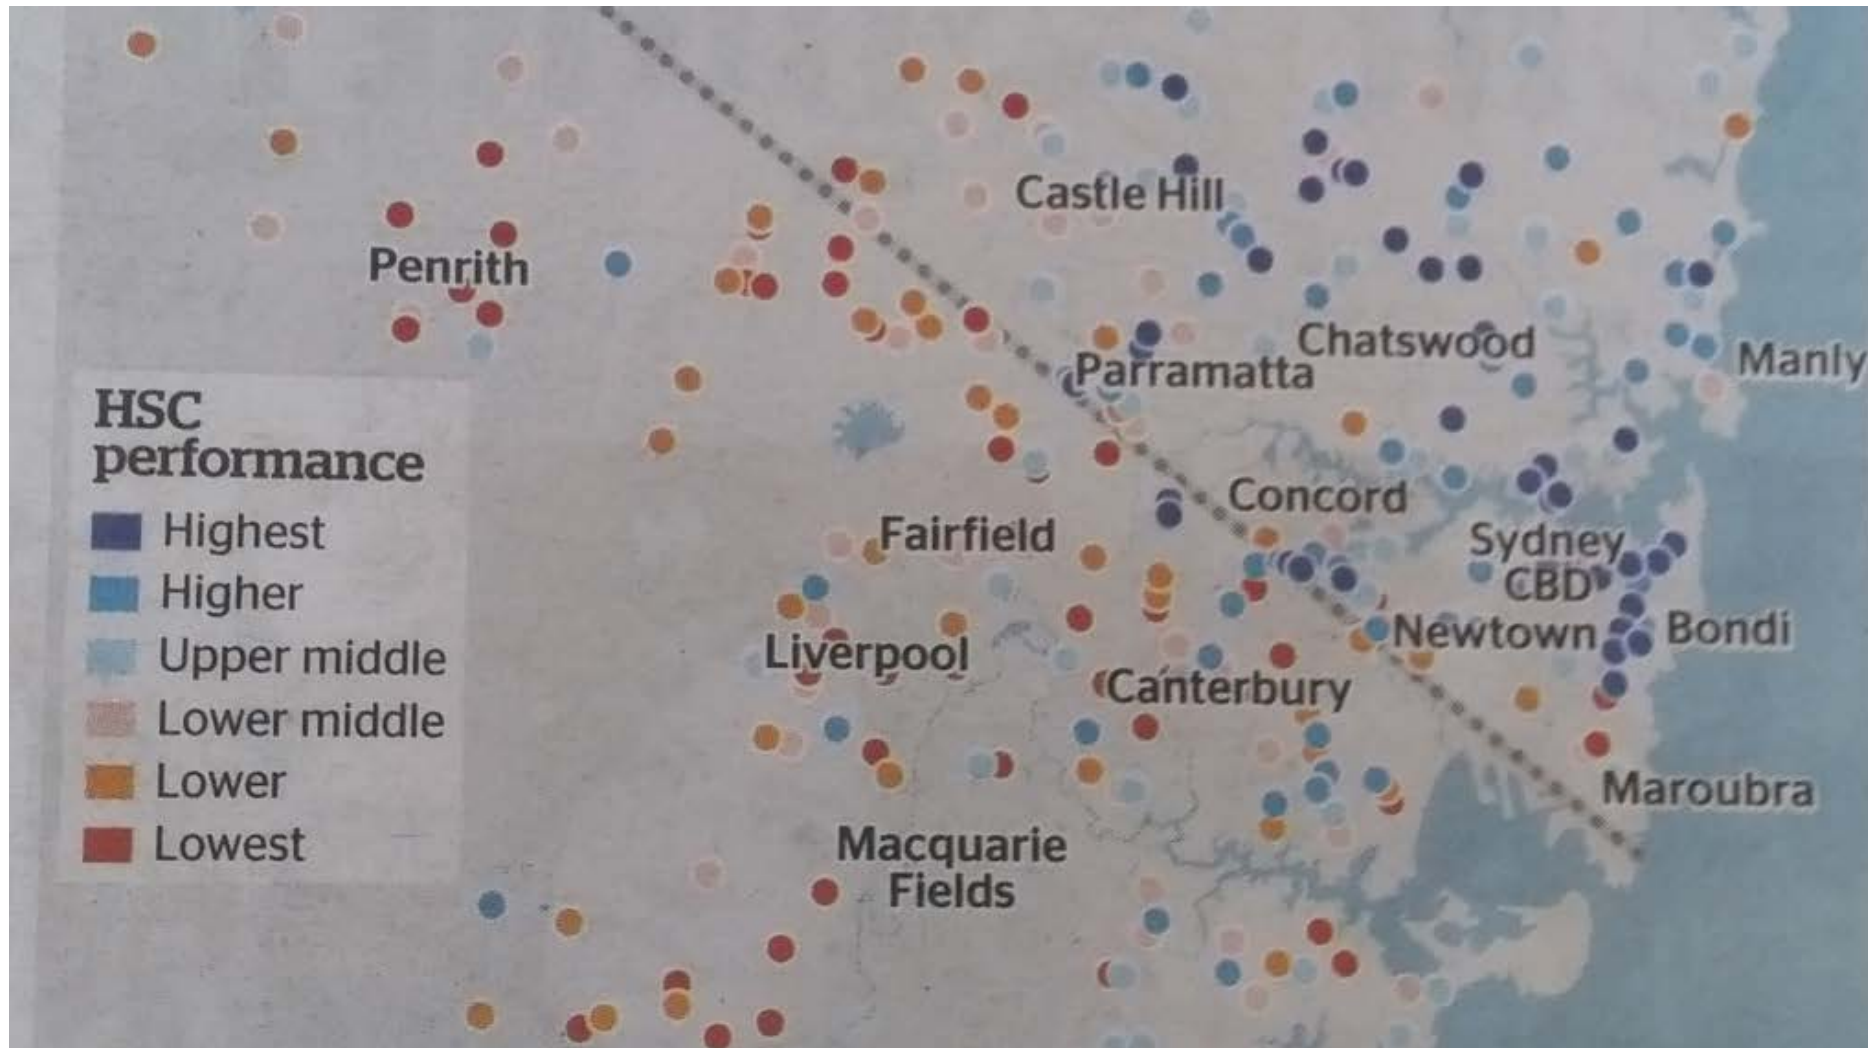 Castle Hill
Penrith
Chatswood
Manly
Parramatta
HSC
performance
Highest
Higher
Upper middle
Lower middle
Lower
Lowest
Concord
Fairfield
Sydney
CBD
Newtown
Bondi
Liverpool
Canterbury
Maroubra
Macquarie
Fields